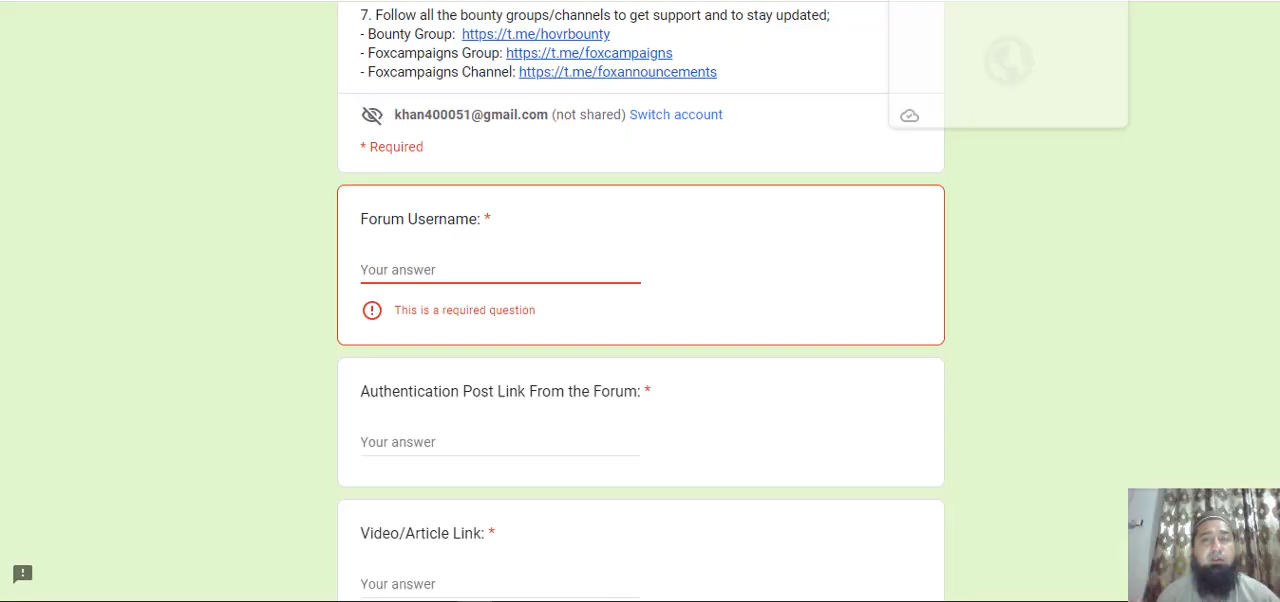 7. Follow all the bounty groups/channels to get support and to stay updated;
- Bounty Group: https://t.me/hovrbounty
- Foxcampaigns Group: https://t.me/foxcampaigns
- Foxcampaigns Channel: https://t.me/foxannouncements
khan400051@gmail.com (not shared) Switch account
* Required
Forum Username: *
Your answer
This is a required question
Authentication Post Link From the Forum: *
Your answer
Video/Article Link: *
Your answer